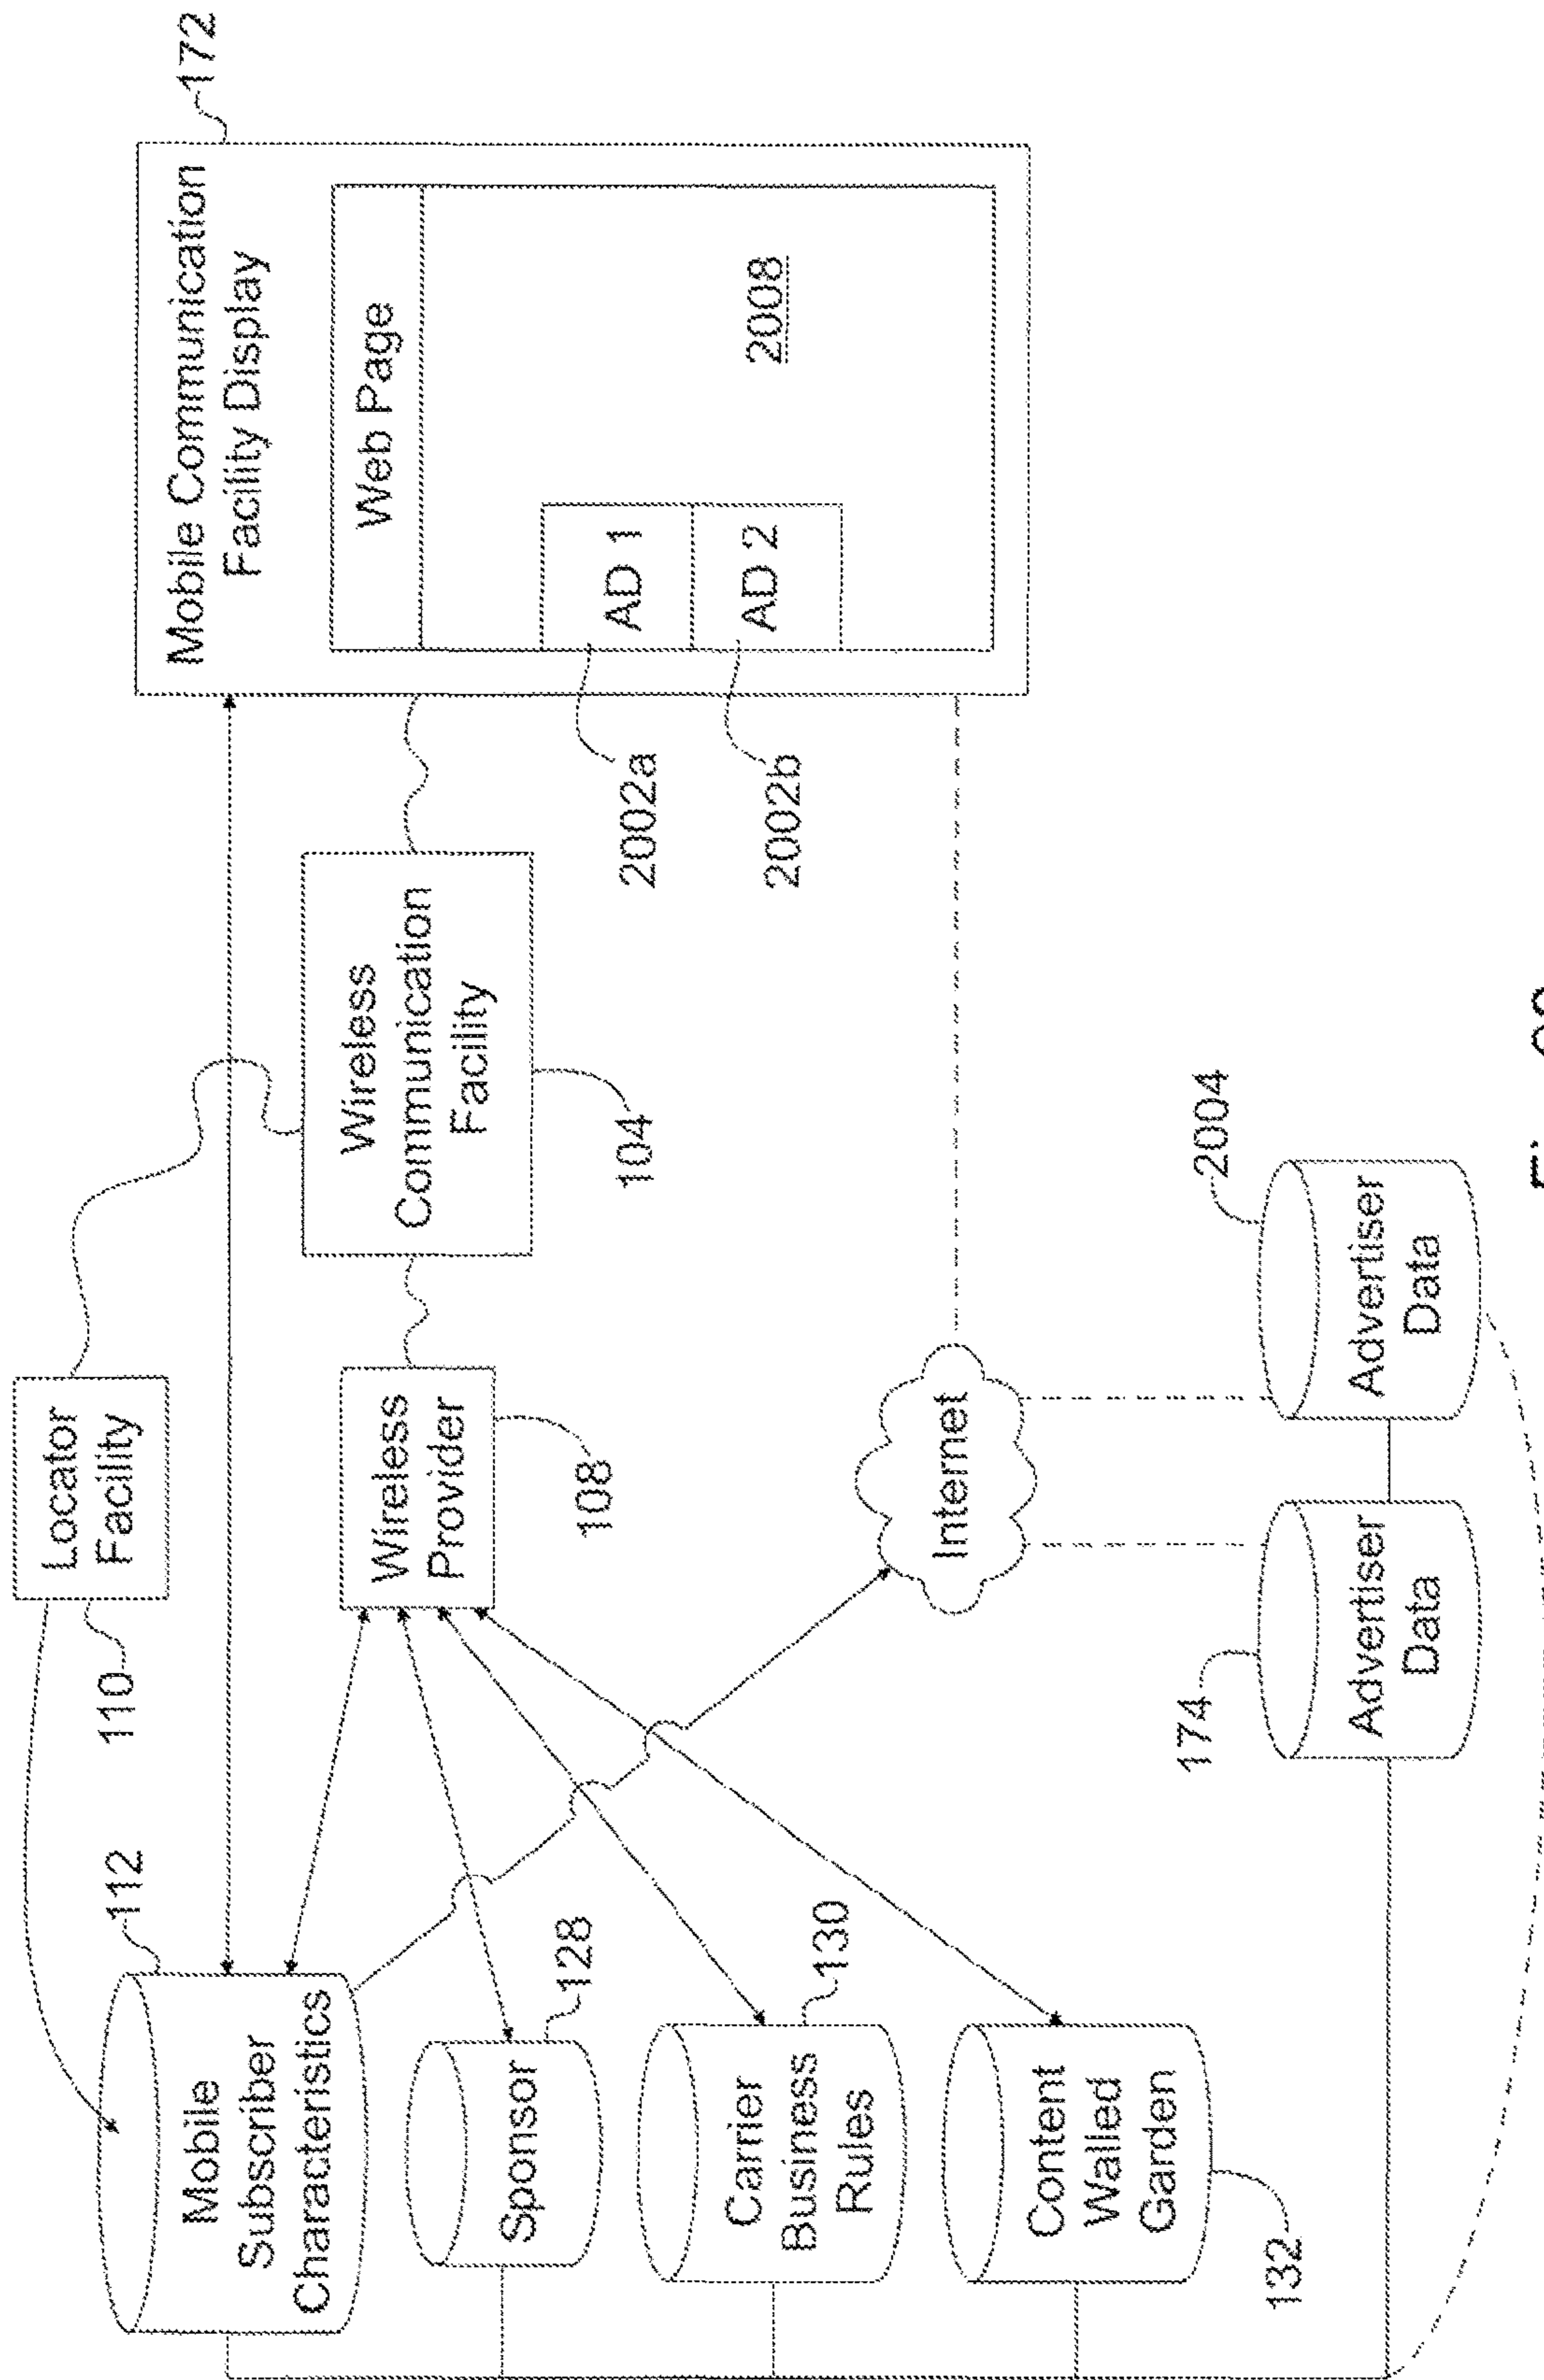 Locator
Facility
110
112
Mobile
Subscriber
Characteristics
Wireless
Provider
108
Wireless
Communication
Facility
104
Mobile Communication
Facility Display
172
Web Page
AD 1
AD 2
2008
2002a
2002b
Sponsor
128
Carrier
Business
Rules
130
Content
Walled
Garden
132
Internet
174
Advertiser
Data
2004
Advertiser
Data